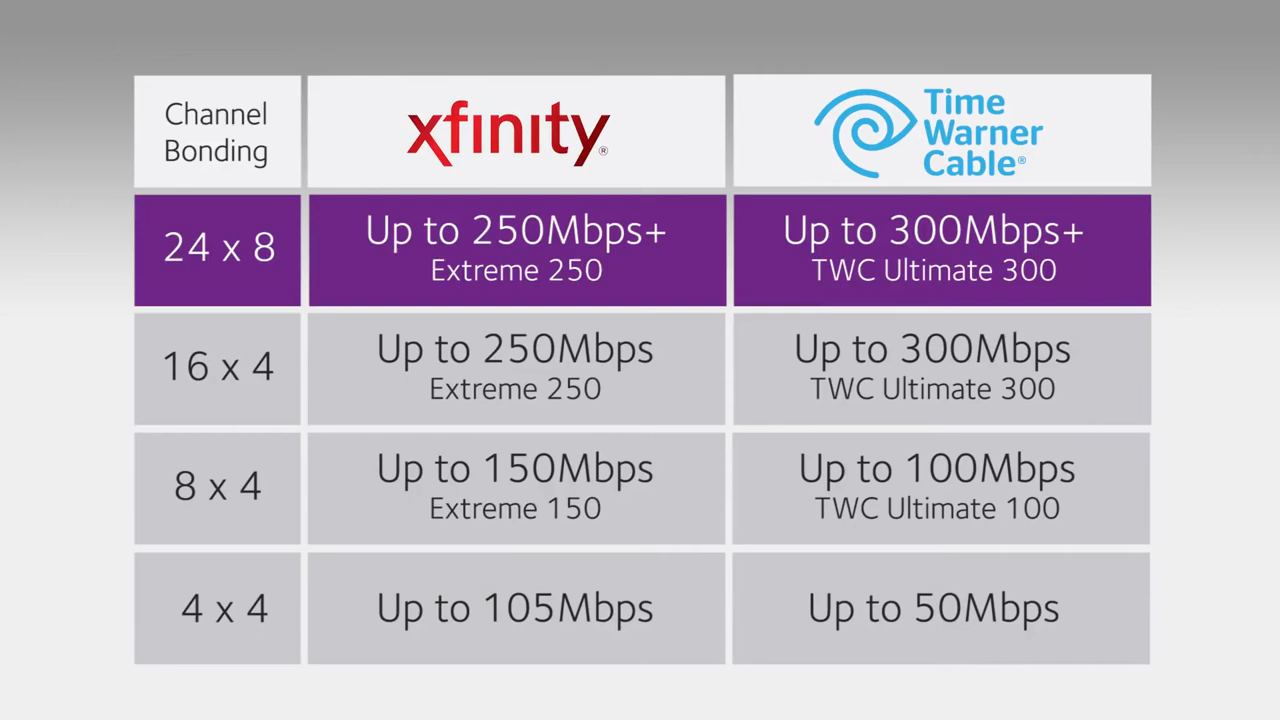 Channel
Bonding
xfinity®
Time
Warner
Cable®
24 x 8
Up to 250Mbps+
Extreme 250
Up to 300Mbps+
TWC Ultimate 300
16 x 4
Up to 250Mbps
Extreme 250
Up to 300Mbps
TWC Ultimate 300
8 x 4
Up to 150Mbps
Extreme 150
Up to 100Mbps
TWC Ultimate 100
4 x 4
Up to 105Mbps
Up to 50Mbps